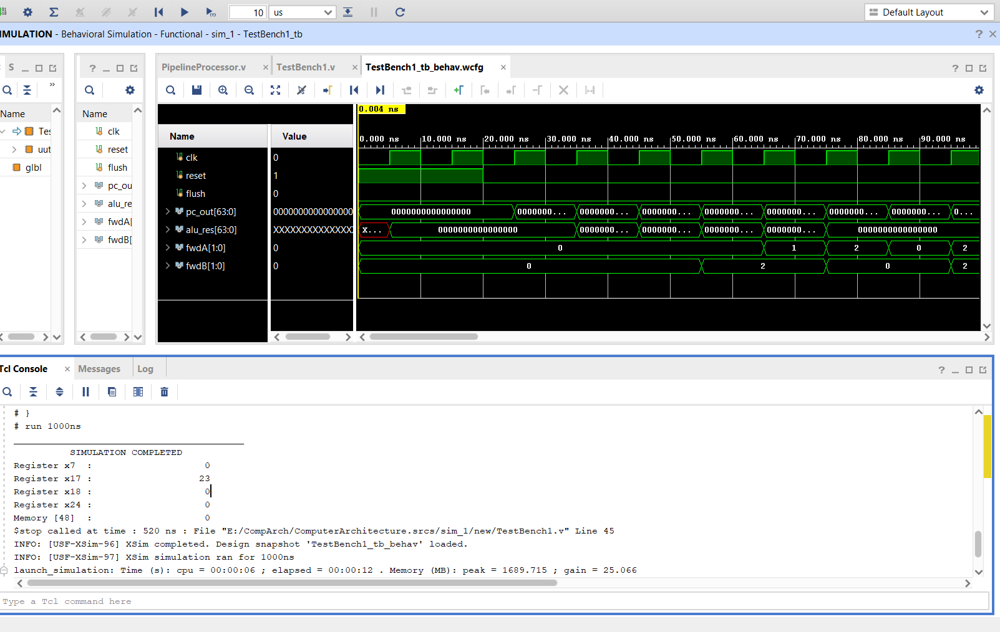 10 us Default Layout
IMULATION - Behavioral Simulation - Functional - sim_1 - TestBench1_tb
S PipelineProcessor.v TestBench1.v TestBench1_tb_behav.wcfg
0.004 ns
Name Name Name Value
0.000 ns 10.000 ns 20.000 ns 30.000 ns 40.000 ns 50.000 ns 60.000 ns 70.000 ns 80.000 ns 90.000 ns
Tes
uut
glbl
clk
reset
flush
pc_ou
alu_re
fwdA[
fwdB[
clk 0
reset 1
flush 0
pc_out[63:0] 00000000000000000 0000000000000000 0000000... 0000000... 0000000... 0000000... 0000000... 0000000... 0000000... 0...
alu_res[63:0] XXXXXXXXXXXXXXX X... 0000000000000000 0000000... 0000000... 0000000... 0000000... 0000000000000000
fwdA[1:0] 0 0 1 2 0 2
fwdB[1:0] 0 0 2 0 2
Tcl Console Messages Log
# }
# run 1000ns
SIMULATION COMPLETED
Register x7 : 0
Register x17 : 23
Register x18 : 0
Register x24 : 0
Memory [48] : 0
$stop called at time : 520 ns : File "E:/CompArch/ComputerArchitecture.srcs/sim_1/new/TestBench1.v" Line 45
INFO: [USF-XSim-96] XSim completed. Design snapshot 'TestBench1_tb_behav' loaded.
INFO: [USF-XSim-97] XSim simulation ran for 1000ns
launch_simulation: Time (s): cpu = 00:00:06 ; elapsed = 00:00:12 . Memory (MB): peak = 1689.715 ; gain = 25.066
Type a Tcl command here